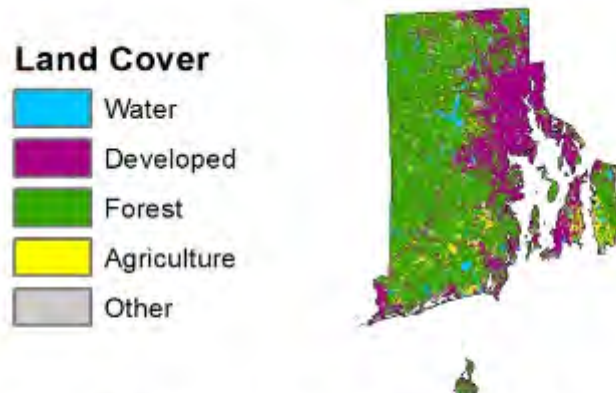 Land Cover
Water
Developed
Forest
Agriculture
Other